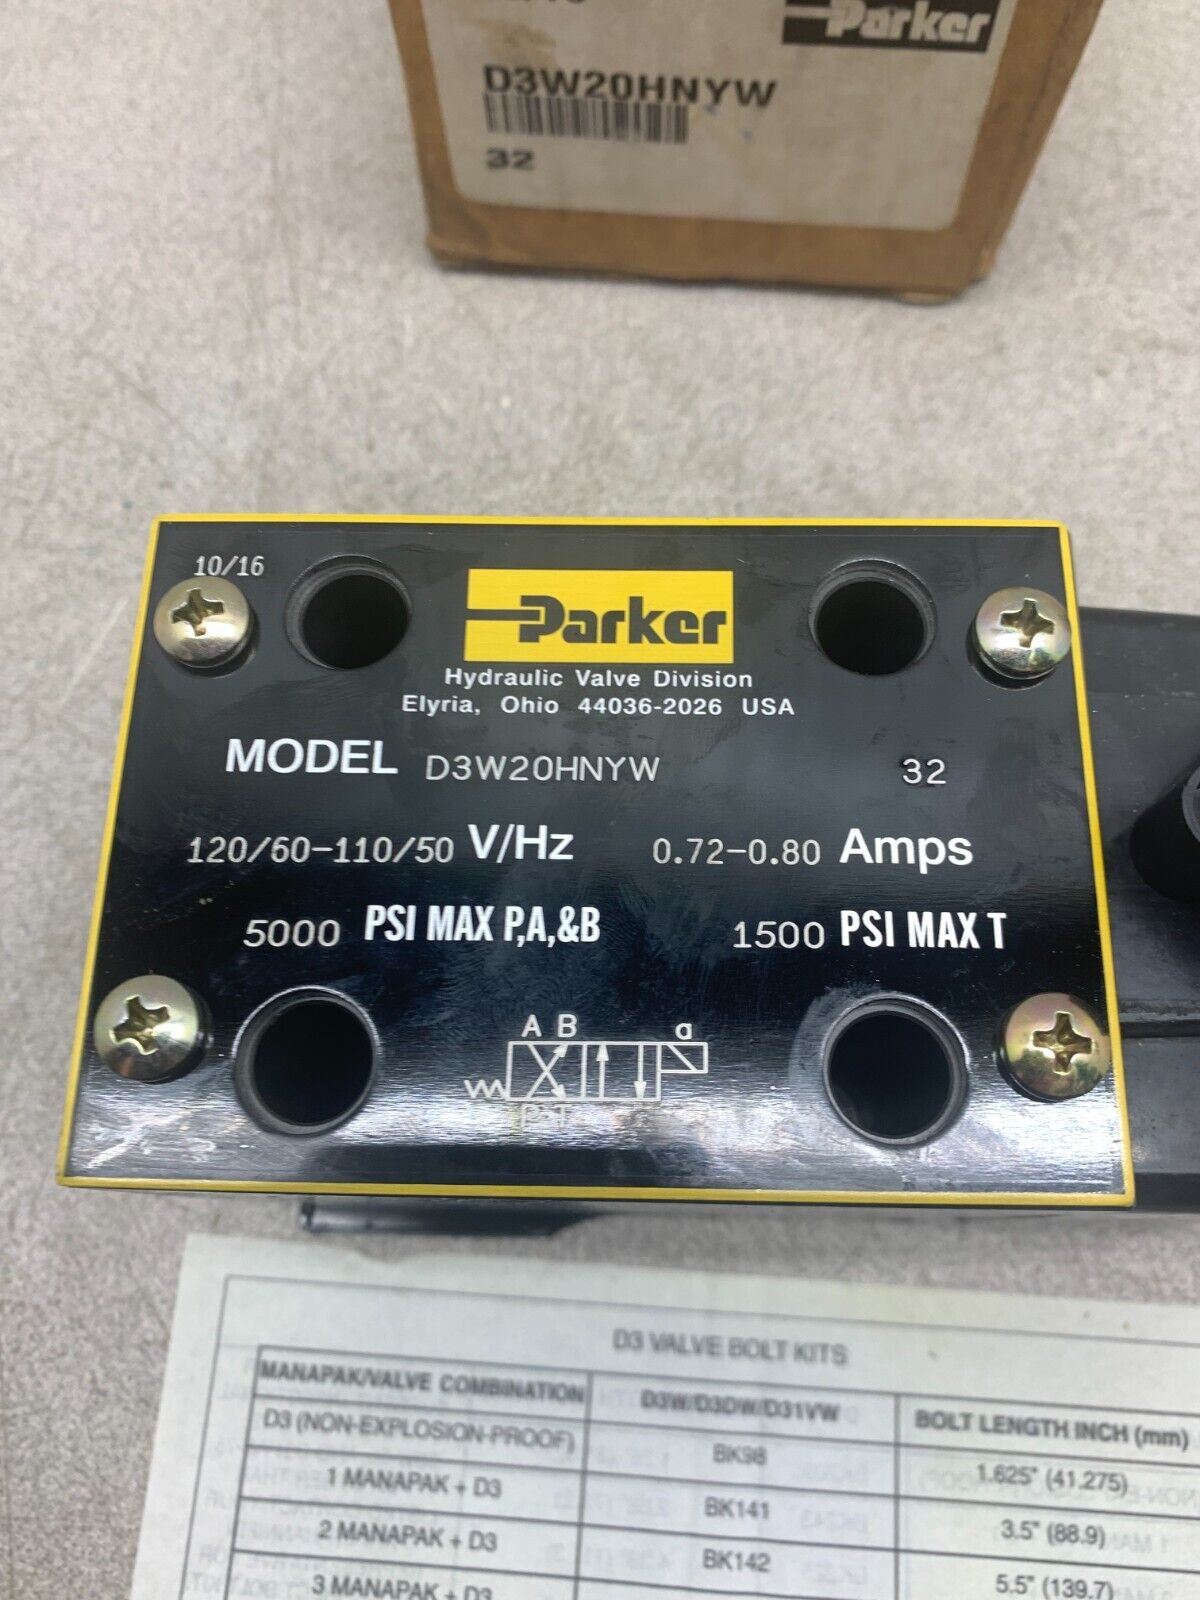 Parker
D3W20HNYW
32
10/16
Parker
Hydraulic Valve Division
Elyria, Ohio 44036-2026 USA
MODEL D3W20HNYW 32
120/60-110/50 V/Hz 0.72-0.80 Amps
5000 PSI MAX P,A,&B 1500 PSI MAX T
A B a
P T
D3 VALVE BOLT KITS
MANAPAK/VALVE COMBINATION D3W/D3DW/D31VW BOLT LENGTH INCH (mm)
D3 (NON-EXPLOSION-PROOF) BK98 1.625" (41.275)
1 MANAPAK + D3 BK141 3.5" (88.9)
2 MANAPAK + D3 BK142 5.5" (139.7)
3 MANAPAK + D3